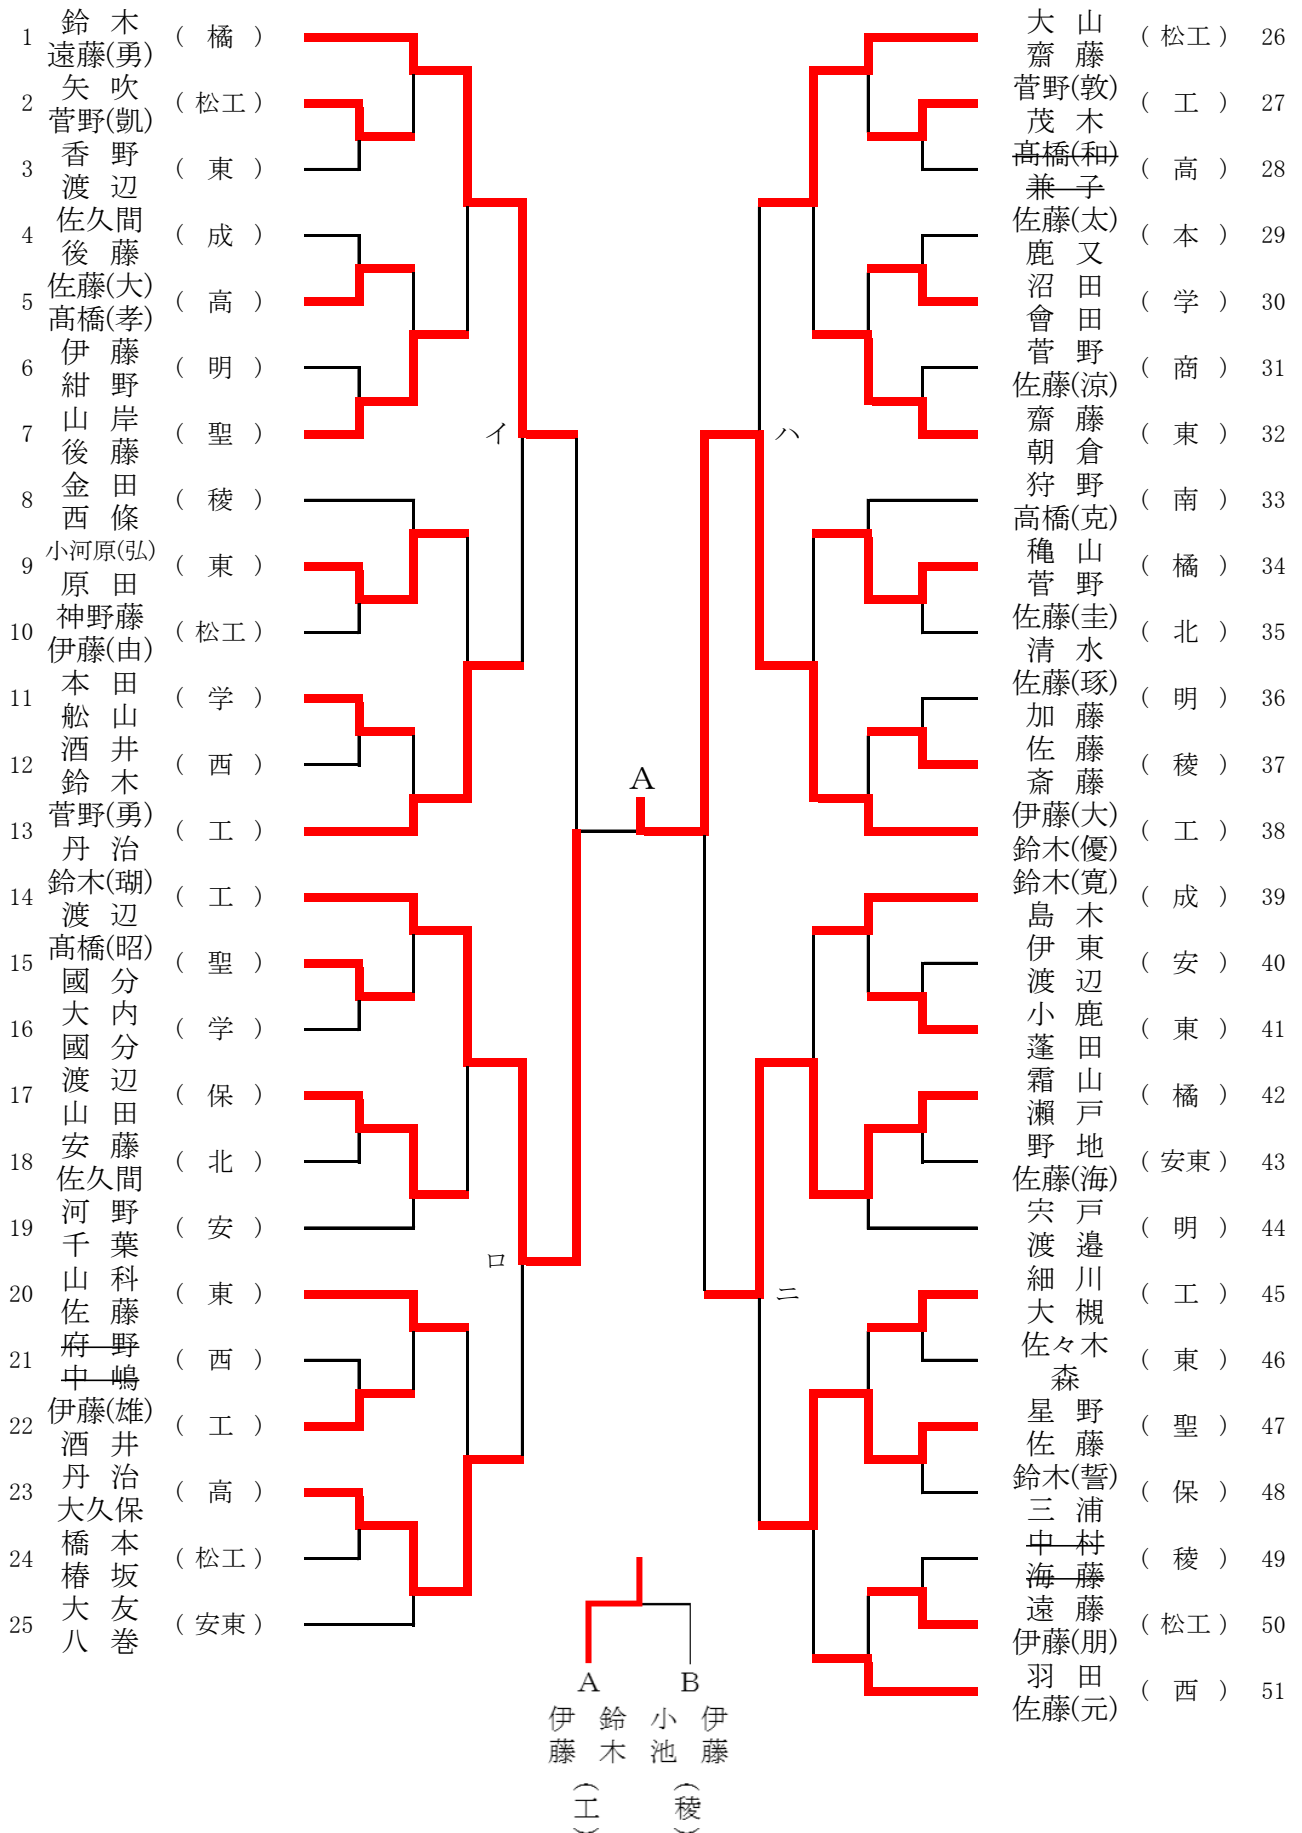 1 鈴木 遠藤(勇) (橘)
2 矢吹 菅野(凱) (松工)
3 香野 渡辺 (東)
4 佐久間 後藤 (成)
5 佐藤(大) 髙橋(孝) (高)
6 伊藤 紺野 (明)
7 山岸 後藤 (聖)
8 金田 西條 (稜)
9 小河原(弘) 原田 (東)
10 神野藤 伊藤(由) (松工)
11 本田 舩山 (学)
12 酒井 鈴木 (西)
13 菅野(勇) 丹治 (工)
14 鈴木(瑚) 渡辺 (工)
15 髙橋(昭) 國分 (聖)
16 大内 國分 (学)
17 渡辺 山田 (保)
18 安藤 佐久間 (北)
19 河野 千葉 (安)
20 山科 佐藤 (東)
21 府野 中嶋 (西)
22 伊藤(雄) 酒井 (工)
23 丹治 大久保 (高)
24 橋本 椿坂 (松工)
25 大友 八巻 (安東)
イ
ロ
A
ハ
ニ
大山 齋藤 (松工) 26
菅野(敦) 茂木 (工) 27
髙橋(和) 兼子 (高) 28
佐藤(太) 鹿又 (本) 29
沼田 會田 (学) 30
菅野 佐藤(涼) (商) 31
齋藤 朝倉 (東) 32
狩野 高橋(克) (南) 33
穐山 菅野 (橘) 34
佐藤(圭) 清水 (北) 35
佐藤(琢) 加藤 (明) 36
佐藤 斎藤 (稜) 37
伊藤(大) 鈴木(優) (工) 38
鈴木(寛) 島木 (成) 39
伊東 渡辺 (安) 40
小鹿 蓬田 (東) 41
霜山 瀬戸 (橘) 42
野地 佐藤(海) (安東) 43
宍戸 渡邉 (明) 44
細川 大槻 (工) 45
佐々木 森 (東) 46
星野 佐藤 (聖) 47
鈴木(誓) 三浦 (保) 48
中村 海藤 (稜) 49
遠藤 伊藤(朋) (松工) 50
羽田 佐藤(元) (西) 51
A B
伊藤 鈴木 (工)
小池 伊藤 (稜)